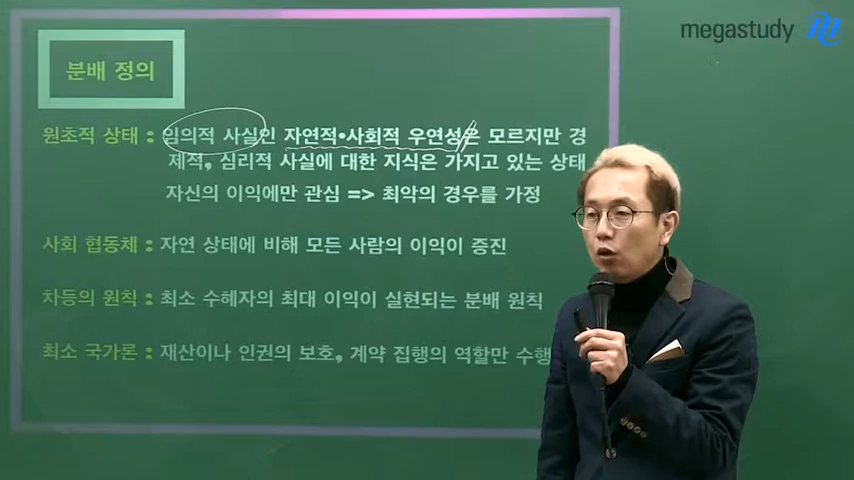 megastudy
분배 정의
원초적 상태 : 임의적 사실인 자연적•사회적 우연성은 모르지만 경
제적, 심리적 사실에 대한 지식은 가지고 있는 상태
자신의 이익에만 관심 => 최악의 경우를 가정
사회 협동체 : 자연 상태에 비해 모든 사람의 이익이 증진
차등의 원칙 : 최소 수혜자의 최대 이익이 실현되는 분배 원칙
최소 국가론 : 재산이나 인권의 보호, 계약 집행의 역할만 수행